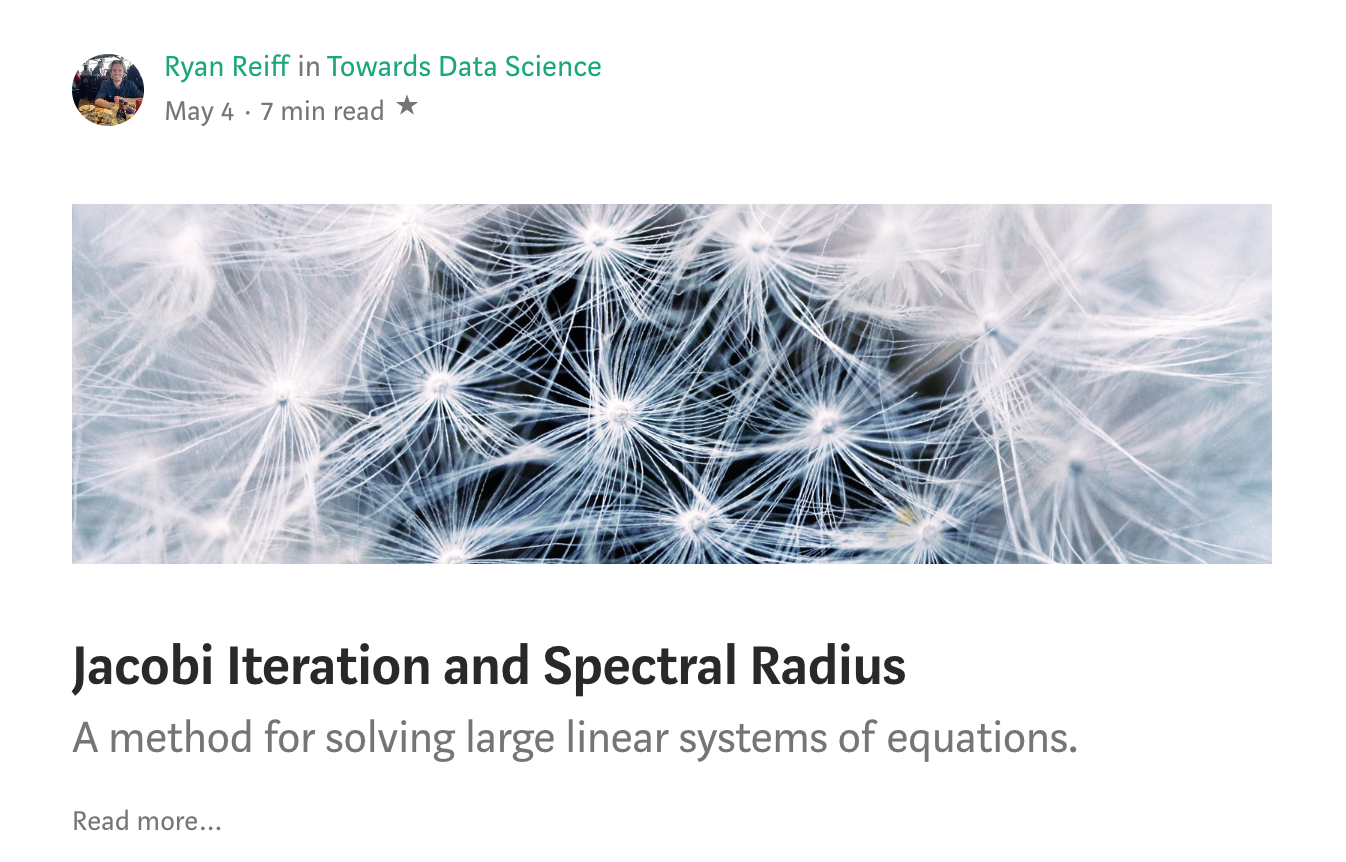 Ryan Reiff in Towards Data Science
May 4 · 7 min read ★
Jacobi Iteration and Spectral Radius
A method for solving large linear systems of equations.
Read more…